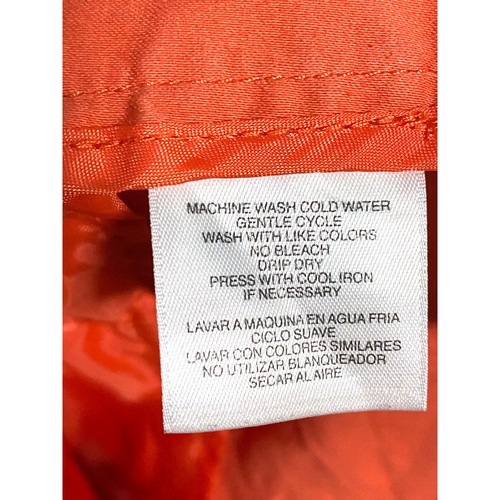 MACHINE WASH COLD WATER
GENTLE CYCLE
WASH WITH LIKE COLORS
NO BLEACH
DRIP DRY
PRESS WITH COOL IRON
IF NECESSARY
LAVAR A MAQUINA EN AGUA FRIA
CICLO SUAVE
LAVAR CON COLORES SIMILARES
NO UTILIZAR BLANQUEADOR
SECAR AL AIRE